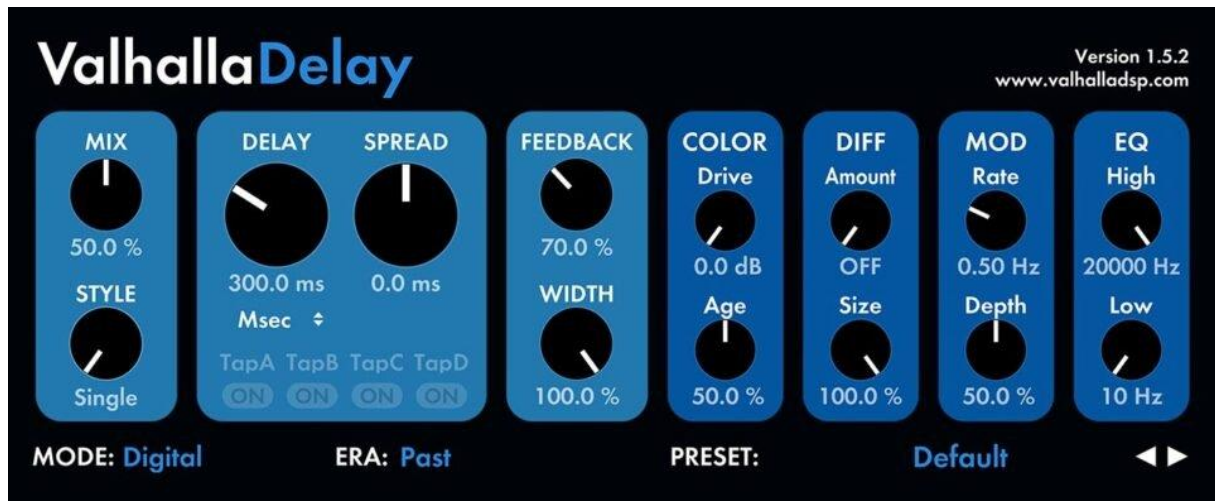 ValhallaDelay
Version 1.5.2
www.valhalladsp.com
MIX
50.0 %
STYLE
Single
DELAY SPREAD
300.0 ms 0.0 ms
Msec
TapA TapB TapC TapD
ON ON ON ON
FEEDBACK
70.0 %
WIDTH
100.0 %
COLOR
Drive
0.0 dB
Age
50.0 %
DIFF
Amount
OFF
Size
100.0 %
MOD
Rate
0.50 Hz
Depth
50.0 %
EQ
High
20000 Hz
Low
10 Hz
MODE: Digital ERA: Past PRESET: Default